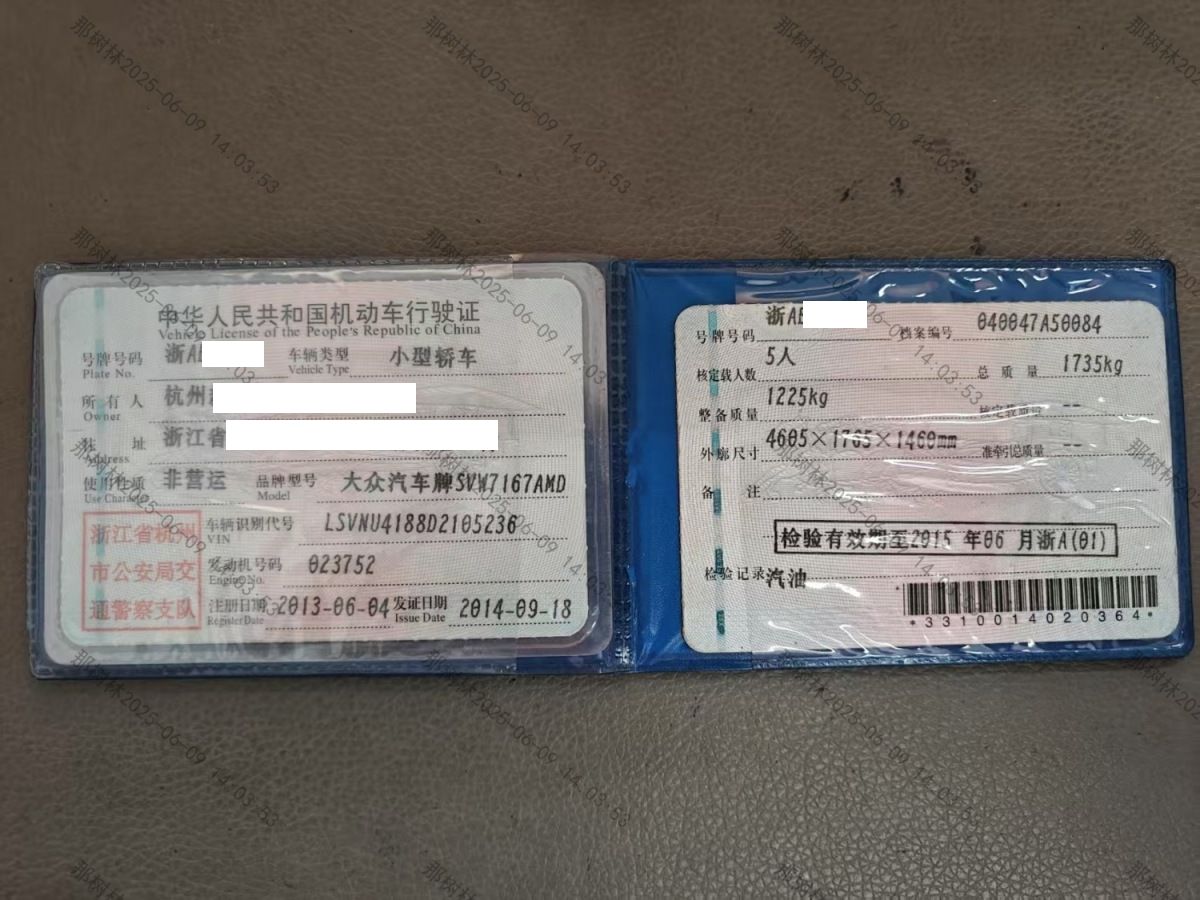 中华人民共和国机动车行驶证
Vehicle License of the People's Republic of China
号牌号码 浙A 车辆类型 小型轿车
Plate No. Vehicle Type
所有人 杭州
Owner
住址 浙江省
Address
使用性质 非营运 品牌型号 大众汽车牌SVW7167AMD
Use Character Model
浙江省杭州
市公安局交
通警察支队
车辆识别代号 LSVNU4188D2105236
VIN
发动机号码 023752
Engine No.
注册日期 2013-06-04 发证日期 2014-09-18
Register Date Issue Date
号牌号码 浙AE 档案编号 040047A50084
核定载人数 5人 总质量 1735kg
整备质量 1225kg 核定载质量 --
外廓尺寸 4605×1765×1460mm 准牵引总质量 --
备注
检验有效期至2015年06月浙A(01)
检验记录 汽油
*3310014020364*
那树林2025-06-09 14:03:53